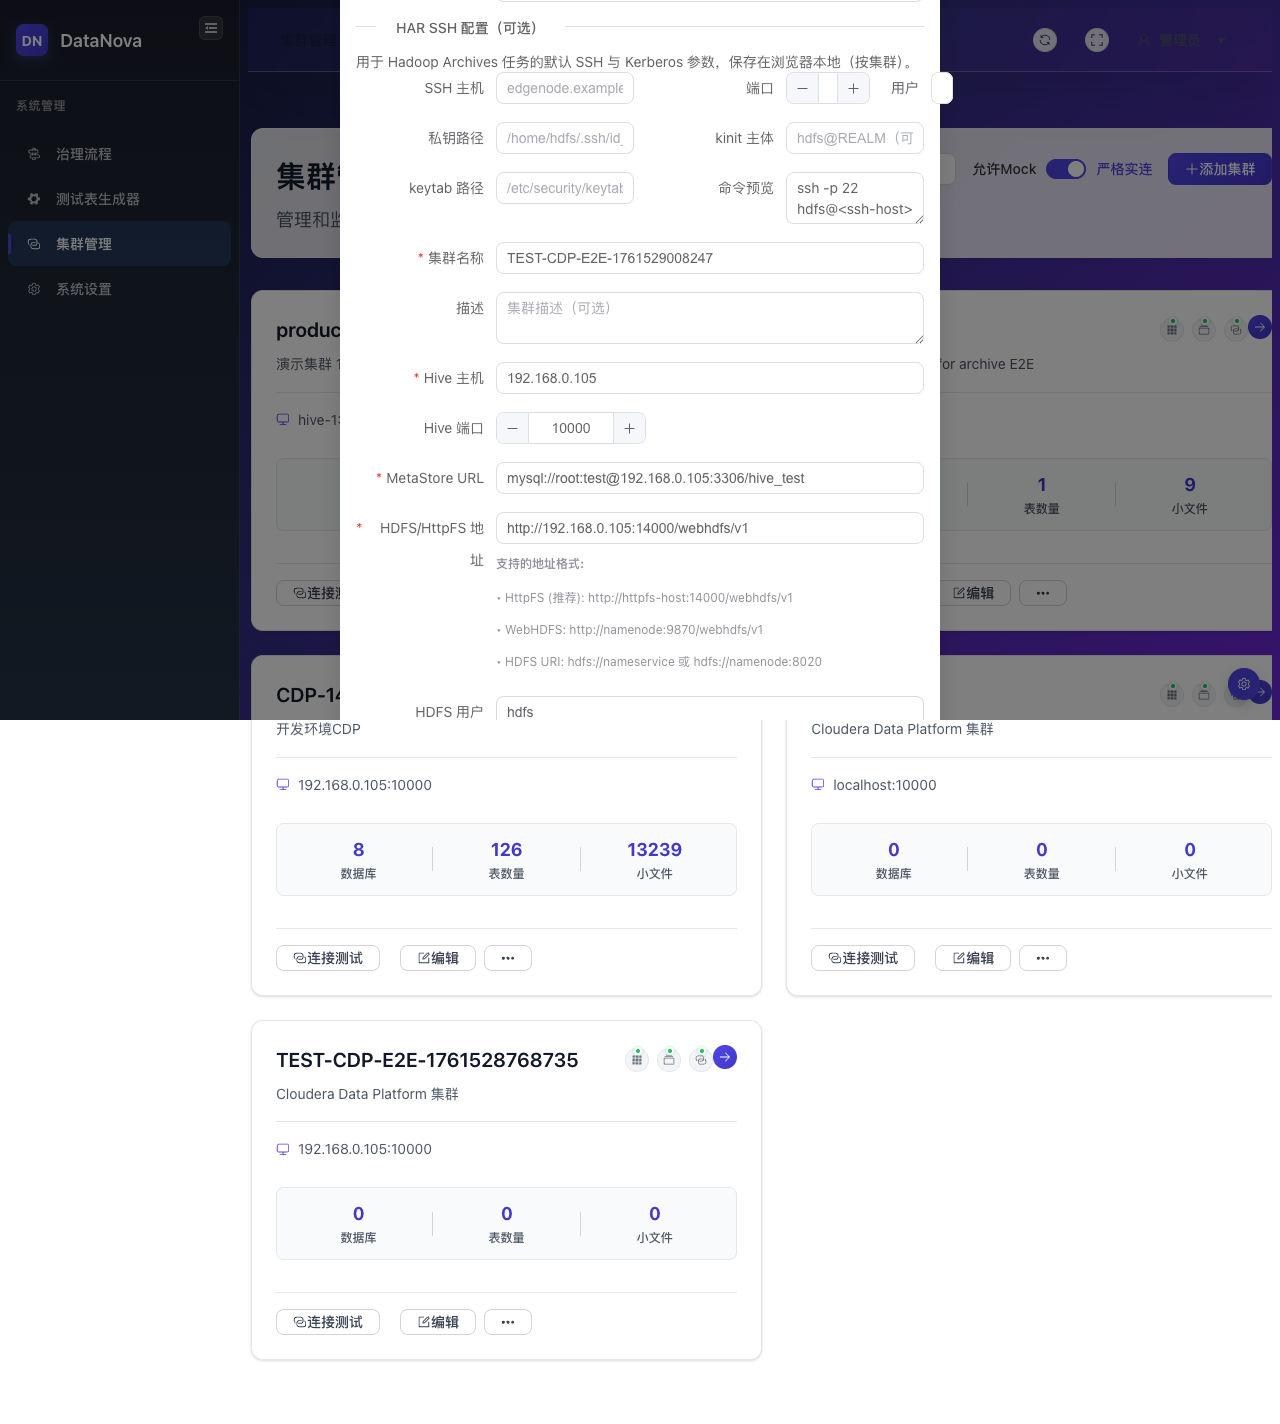 DN DataNova
系统管理
治理流程
测试表生成器
集群管理
系统设置
管理员
集群
管理和
允许Mock 严格实连 添加集群
HAR SSH 配置（可选）
用于 Hadoop Archives 任务的默认 SSH 与 Kerberos 参数，保存在浏览器本地（按集群）。
SSH 主机 edgenode.example 端口 用户
私钥路径 /home/hdfs/.ssh/id_ kinit 主体 hdfs@REALM（可
keytab 路径 /etc/security/keytab 命令预览 ssh -p 22
hdfs@<ssh-host>
* 集群名称 TEST-CDP-E2E-1761529008247
描述 集群描述（可选）
* Hive 主机 192.168.0.105
Hive 端口 10000
* MetaStore URL mysql://root:test@192.168.0.105:3306/hive_test
* HDFS/HttpFS 地址 http://192.168.0.105:14000/webhdfs/v1
支持的地址格式：
• HttpFS (推荐): http://httpfs-host:14000/webhdfs/v1
• WebHDFS: http://namenode:9870/webhdfs/v1
• HDFS URI: hdfs://nameservice 或 hdfs://namenode:8020
HDFS 用户 hdfs
produc
演示集群
hive-1
连接测
for archive E2E
1 9
表数量 小文件
编辑 •••
CDP-14
开发环境CDP
192.168.0.105:10000
8 126 13239
数据库 表数量 小文件
连接测试 编辑 •••
Cloudera Data Platform 集群
localhost:10000
0 0 0
数据库 表数量 小文件
连接测试 编辑 •••
TEST-CDP-E2E-1761528768735
Cloudera Data Platform 集群
192.168.0.105:10000
0 0 0
数据库 表数量 小文件
连接测试 编辑 •••